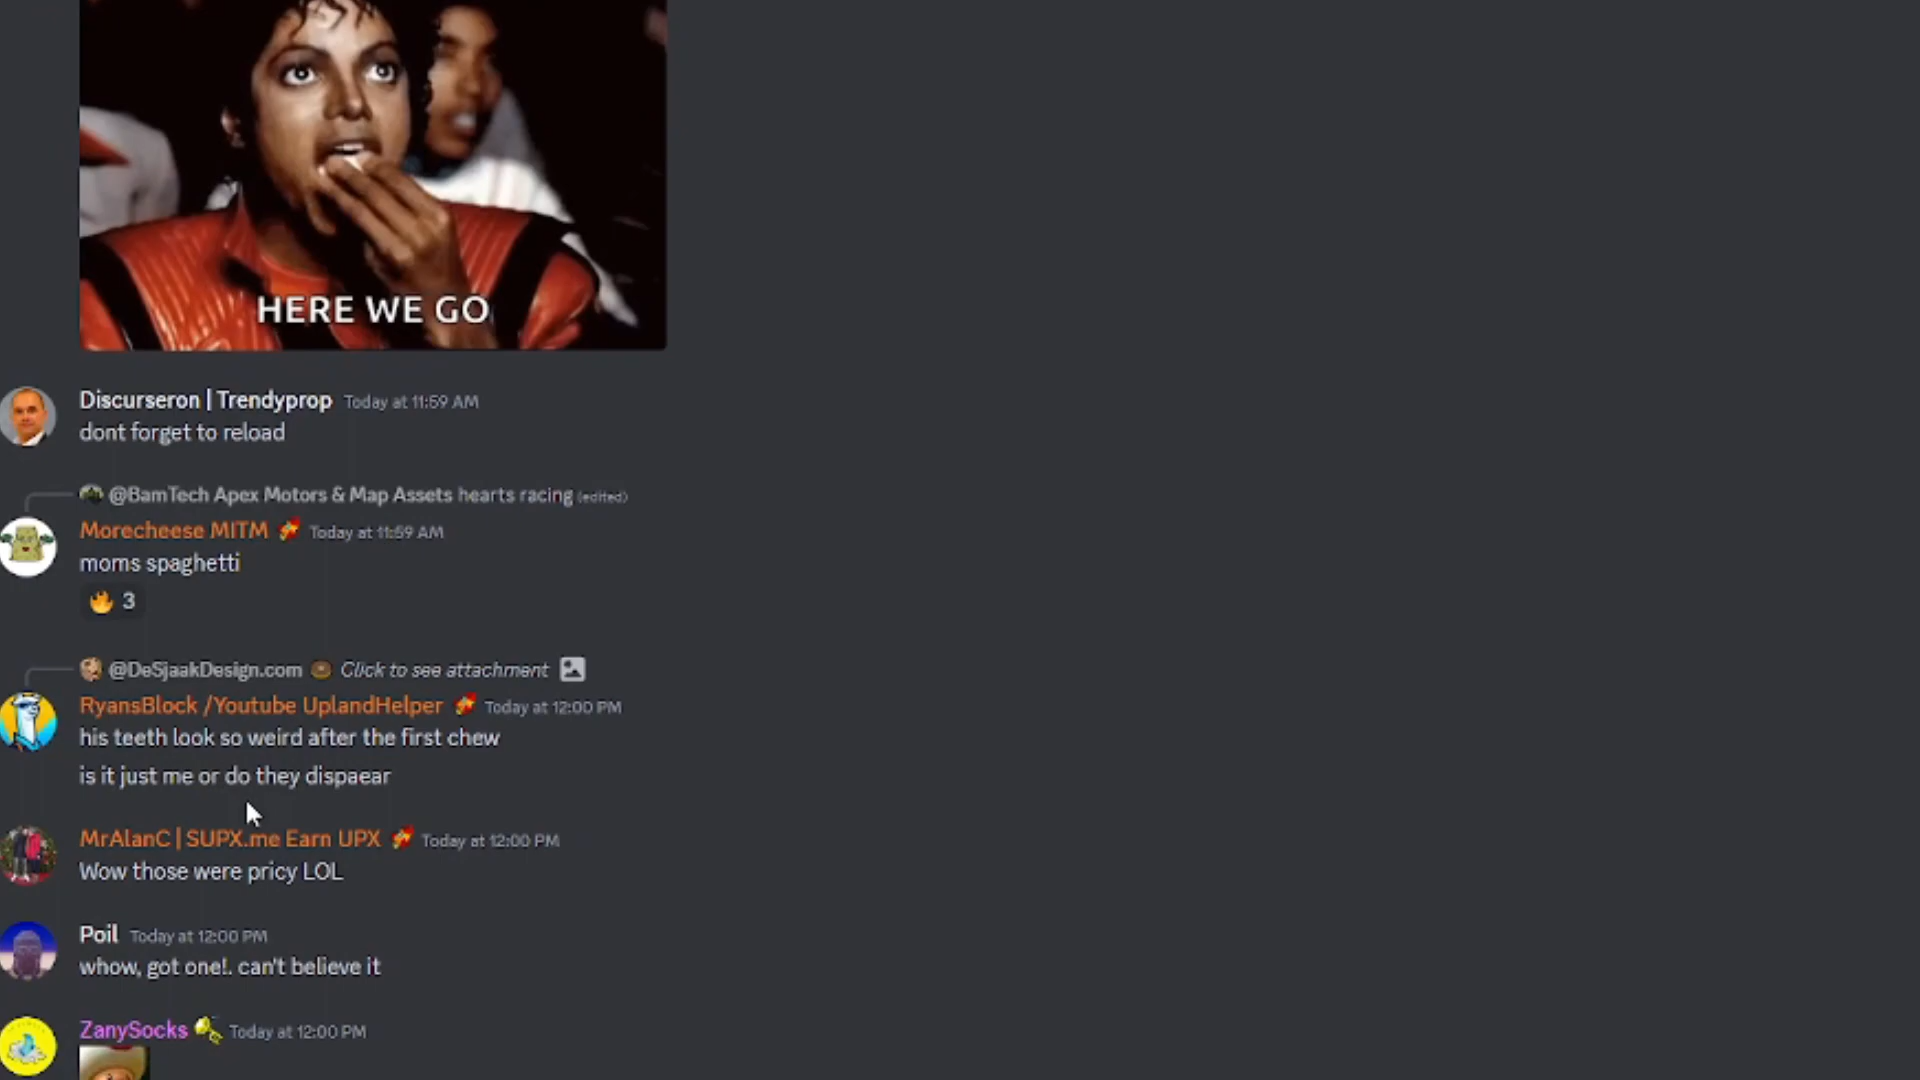 HERE WE GO
Discurseron | Trendyprop Today at 11:59 AM
dont forget to reload
@BamTech Apex Motors & Map Assets hearts racing (edited)
Morecheese MITM Today at 11:59 AM
moms spaghetti
3
@DeSjaakDesign.com Click to see attachment
RyansBlock /Youtube UplandHelper Today at 12:00 PM
his teeth look so weird after the first chew
is it just me or do they dispaear
MrAlanC | SUPX.me Earn UPX Today at 12:00 PM
Wow those were pricy LOL
Poil Today at 12:00 PM
whow, got one!. can't believe it
ZanySocks Today at 12:00 PM